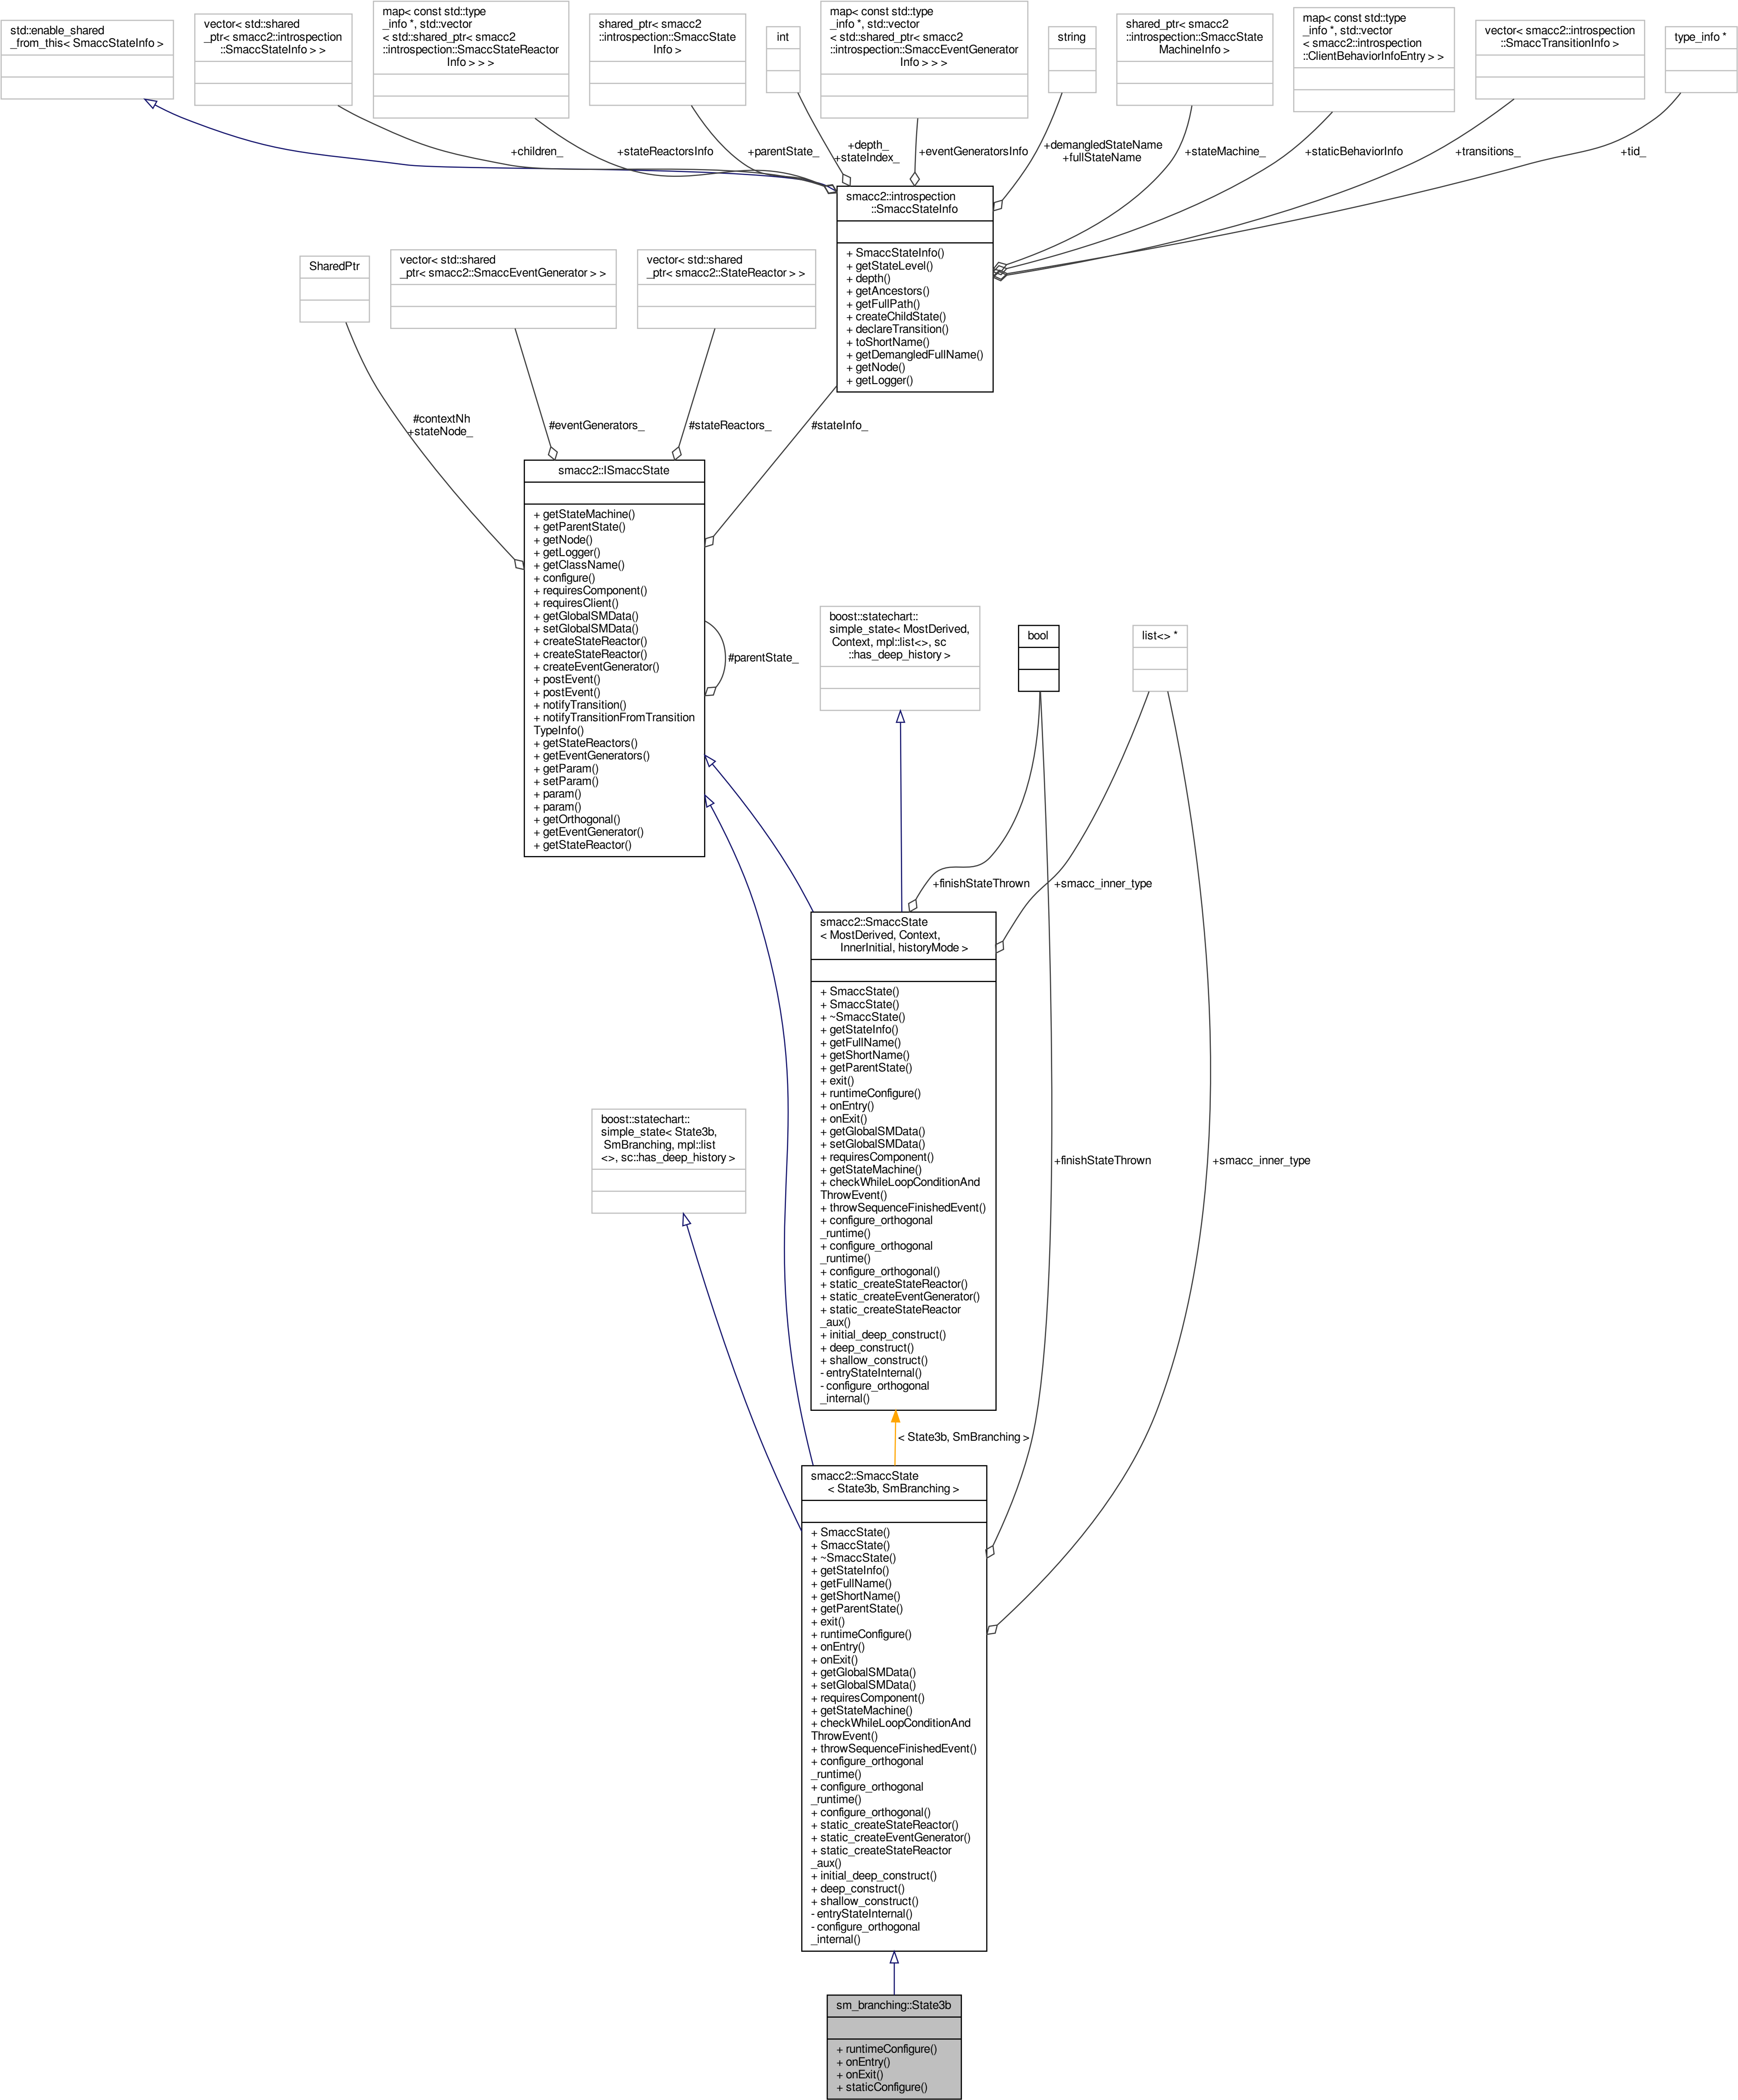 std::enable_shared
_from_this< SmaccStateInfo >
vector< std::shared
_ptr< smacc2::introspection
::SmaccStateInfo > >
map< const std::type
_info *, std::vector
< std::shared_ptr< smacc2
::introspection::SmaccStateReactor
Info > > >
shared_ptr< smacc2
::introspection::SmaccState
Info >
int
map< const std::type
_info *, std::vector
< std::shared_ptr< smacc2
::introspection::SmaccEventGenerator
Info > > >
string
shared_ptr< smacc2
::introspection::SmaccState
MachineInfo >
map< const std::type
_info *, std::vector
< smacc2::introspection
::ClientBehaviorInfoEntry > >
vector< smacc2::introspection
::SmaccTransitionInfo >
type_info *
+children_
+stateReactorsInfo
+parentState_
+depth_
+stateIndex_
+eventGeneratorsInfo
+demangledStateName
+fullStateName
+stateMachine_
+staticBehaviorInfo
+transitions_
+tid_
smacc2::introspection
::SmaccStateInfo
+ SmaccStateInfo()
+ getStateLevel()
+ depth()
+ getAncestors()
+ getFullPath()
+ createChildState()
+ declareTransition()
+ toShortName()
+ getDemangledFullName()
+ getNode()
+ getLogger()
SharedPtr
vector< std::shared
_ptr< smacc2::SmaccEventGenerator > >
vector< std::shared
_ptr< smacc2::StateReactor > >
#contextNh
+stateNode_
#eventGenerators_
#stateReactors_
#stateInfo_
smacc2::ISmaccState
+ getStateMachine()
+ getParentState()
+ getNode()
+ getLogger()
+ getClassName()
+ configure()
+ requiresComponent()
+ requiresClient()
+ getGlobalSMData()
+ setGlobalSMData()
+ createStateReactor()
+ createStateReactor()
+ createEventGenerator()
+ postEvent()
+ postEvent()
+ notifyTransition()
+ notifyTransitionFromTransition
TypeInfo()
+ getStateReactors()
+ getEventGenerators()
+ getParam()
+ setParam()
+ param()
+ param()
+ getOrthogonal()
+ getEventGenerator()
+ getStateReactor()
#parentState_
boost::statechart::
simple_state< MostDerived,
Context, mpl::list<>, sc
::has_deep_history >
bool
list<> *
+finishStateThrown
+smacc_inner_type
smacc2::SmaccState
< MostDerived, Context,
InnerInitial, historyMode >
+ SmaccState()
+ SmaccState()
+ ~SmaccState()
+ getStateInfo()
+ getFullName()
+ getShortName()
+ getParentState()
+ exit()
+ runtimeConfigure()
+ onEntry()
+ onExit()
+ getGlobalSMData()
+ setGlobalSMData()
+ requiresComponent()
+ getStateMachine()
+ checkWhileLoopConditionAnd
ThrowEvent()
+ throwSequenceFinishedEvent()
+ configure_orthogonal
_runtime()
+ configure_orthogonal
_runtime()
+ configure_orthogonal()
+ static_createStateReactor()
+ static_createEventGenerator()
+ static_createStateReactor
_aux()
+ initial_deep_construct()
+ deep_construct()
+ shallow_construct()
- entryStateInternal()
- configure_orthogonal
_internal()
boost::statechart::
simple_state< State3b,
SmBranching, mpl::list
<>, sc::has_deep_history >
+finishStateThrown
+smacc_inner_type
< State3b, SmBranching >
smacc2::SmaccState
< State3b, SmBranching >
+ SmaccState()
+ SmaccState()
+ ~SmaccState()
+ getStateInfo()
+ getFullName()
+ getShortName()
+ getParentState()
+ exit()
+ runtimeConfigure()
+ onEntry()
+ onExit()
+ getGlobalSMData()
+ setGlobalSMData()
+ requiresComponent()
+ getStateMachine()
+ checkWhileLoopConditionAnd
ThrowEvent()
+ throwSequenceFinishedEvent()
+ configure_orthogonal
_runtime()
+ configure_orthogonal
_runtime()
+ configure_orthogonal()
+ static_createStateReactor()
+ static_createEventGenerator()
+ static_createStateReactor
_aux()
+ initial_deep_construct()
+ deep_construct()
+ shallow_construct()
- entryStateInternal()
- configure_orthogonal
_internal()
sm_branching::State3b
+ runtimeConfigure()
+ onEntry()
+ onExit()
+ staticConfigure()